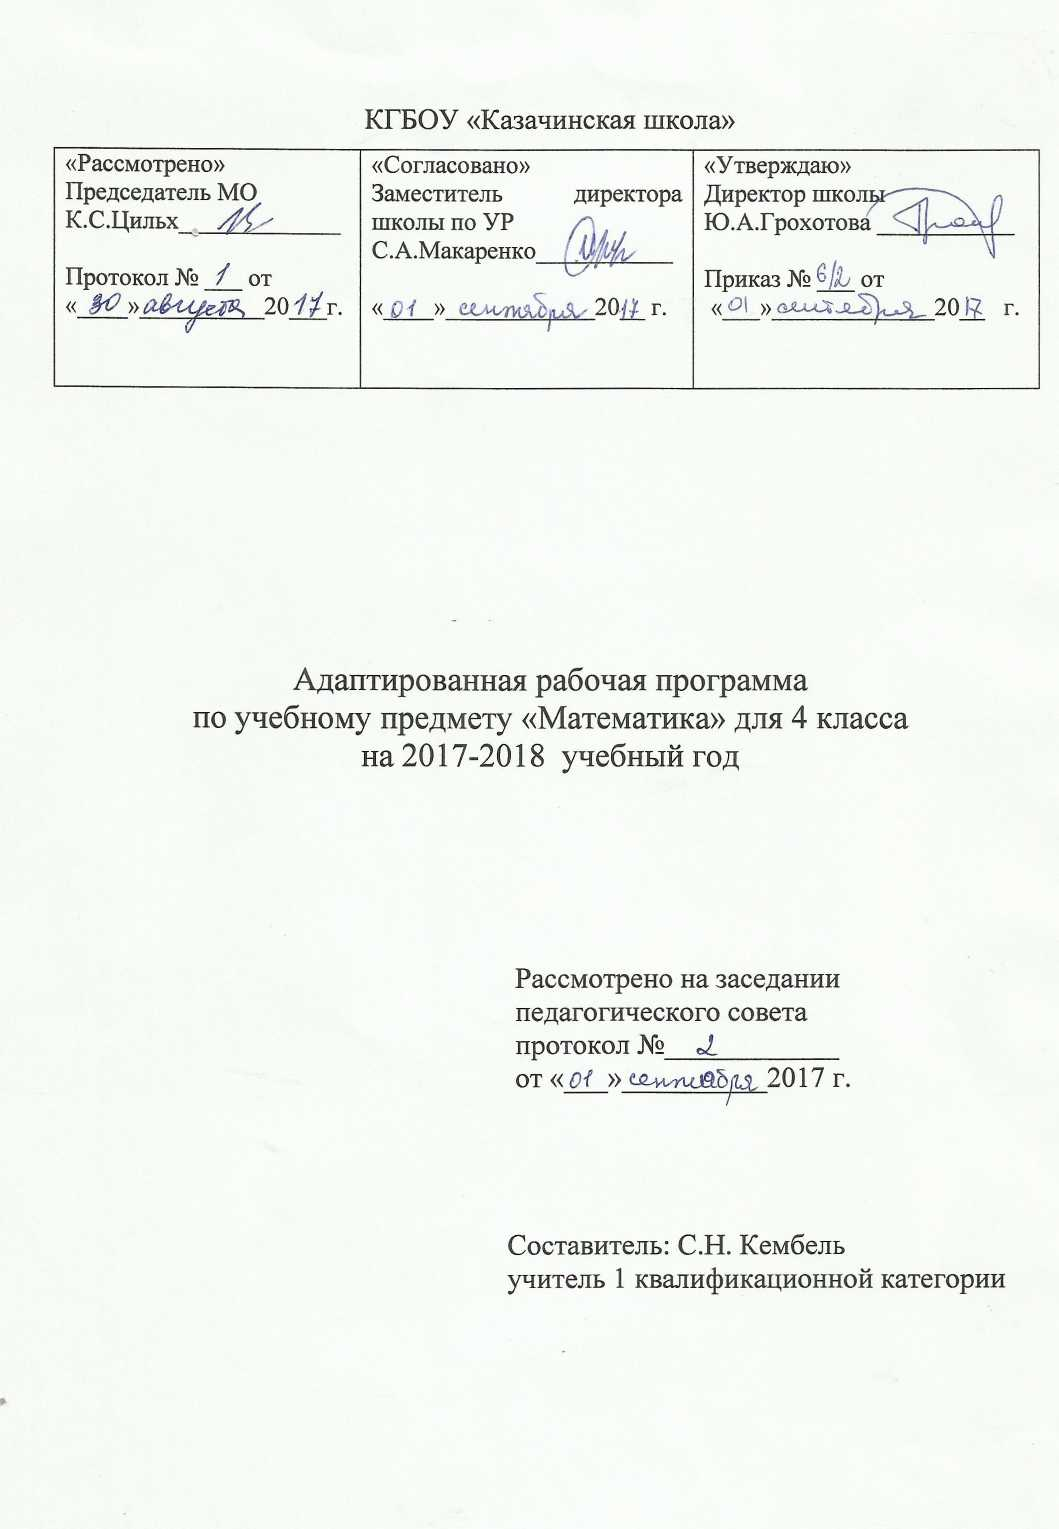 КГБОУ «Казачинская школа»
«Рассмотрено»
Председатель МО
К.С.Цильх
Протокол № 1 от
«30» августа 2017г.
«Согласовано»
Заместитель директора
школы по УР
С.А.Макаренко
«01» сентября 2017 г.
«Утверждаю»
Директор школы
Ю.А.Грохотова
Приказ № 6/2 от
«01» сентября 2017 г.
Адаптированная рабочая программа
по учебному предмету «Математика» для 4 класса
на 2017-2018 учебный год
Рассмотрено на заседании
педагогического совета
протокол № 2
от «01» сентября 2017 г.
Составитель: С.Н. Кембель
учитель 1 квалификационной категории